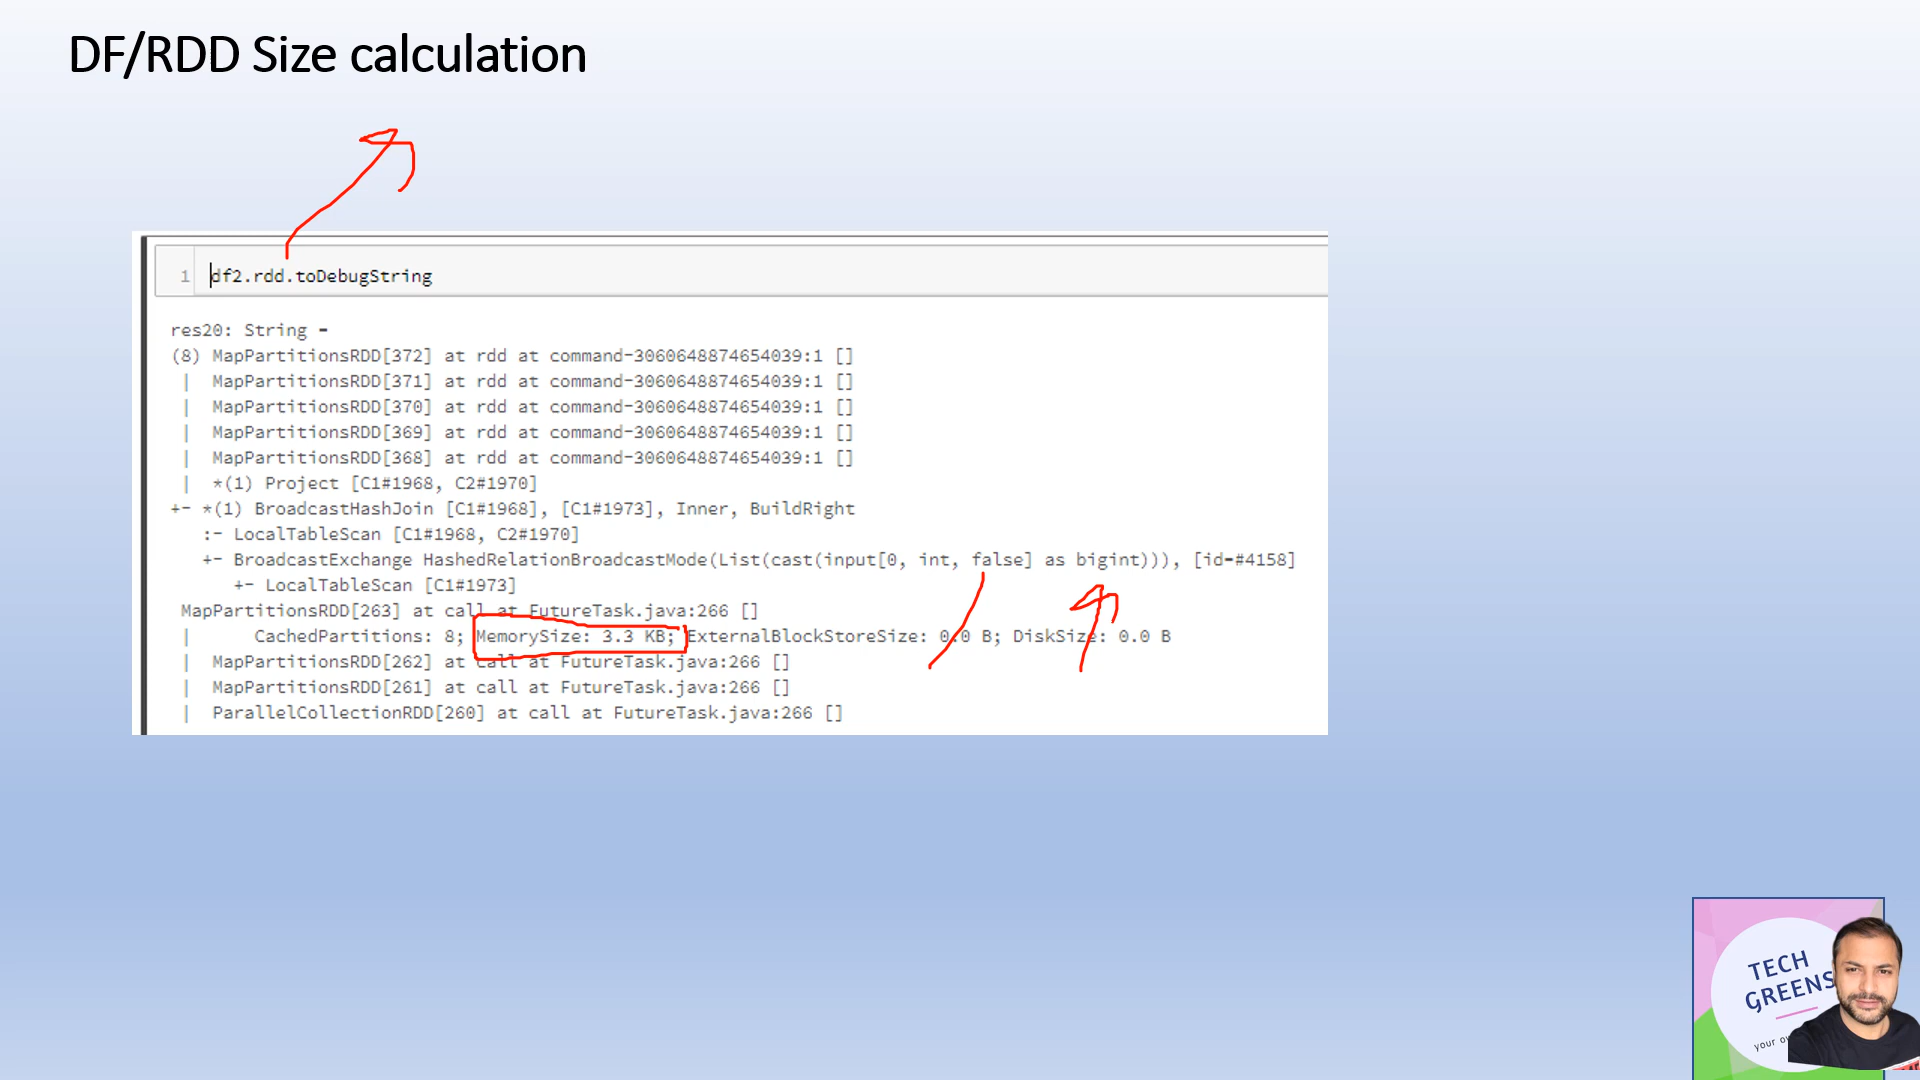 DF/RDD Size calculation
1 df2.rdd.toDebugString
res20: String =
(8) MapPartitionsRDD[372] at rdd at command-3060648874654039:1 []
| MapPartitionsRDD[371] at rdd at command-3060648874654039:1 []
| MapPartitionsRDD[370] at rdd at command-3060648874654039:1 []
| MapPartitionsRDD[369] at rdd at command-3060648874654039:1 []
| MapPartitionsRDD[368] at rdd at command-3060648874654039:1 []
| *(1) Project [C1#1968, C2#1970]
+- *(1) BroadcastHashJoin [C1#1968], [C1#1973], Inner, BuildRight
:- LocalTableScan [C1#1968, C2#1970]
+- BroadcastExchange HashedRelationBroadcastMode(List(cast(input[0, int, false] as bigint))), [id=#4158]
+- LocalTableScan [C1#1973]
MapPartitionsRDD[263] at call at FutureTask.java:266 []
| CachedPartitions: 8; MemorySize: 3.3 KB; ExternalBlockStoreSize: 0.0 B; DiskSize: 0.0 B
| MapPartitionsRDD[262] at call at FutureTask.java:266 []
| MapPartitionsRDD[261] at call at FutureTask.java:266 []
| ParallelCollectionRDD[260] at call at FutureTask.java:266 []
TECH
GREENS
your